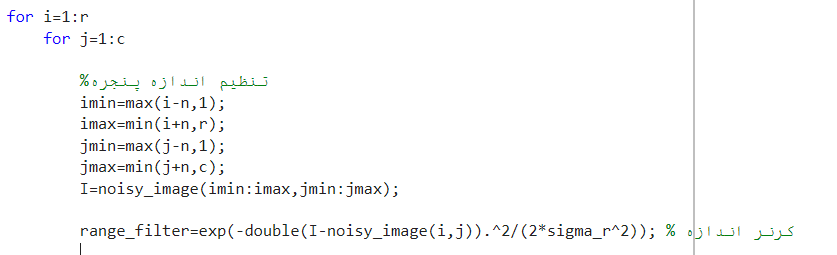 for i=1:r
for j=1:c
%تنظیم اندازه پنجره
imin=max(i-n,1);
imax=min(i+n,r);
jmin=max(j-n,1);
jmax=min(j+n,c);
I=noisy_image(imin:imax,jmin:jmax);
range_filter=exp(-double(I-noisy_image(i,j)).^2/(2*sigma_r^2)); % کرنر اندازه